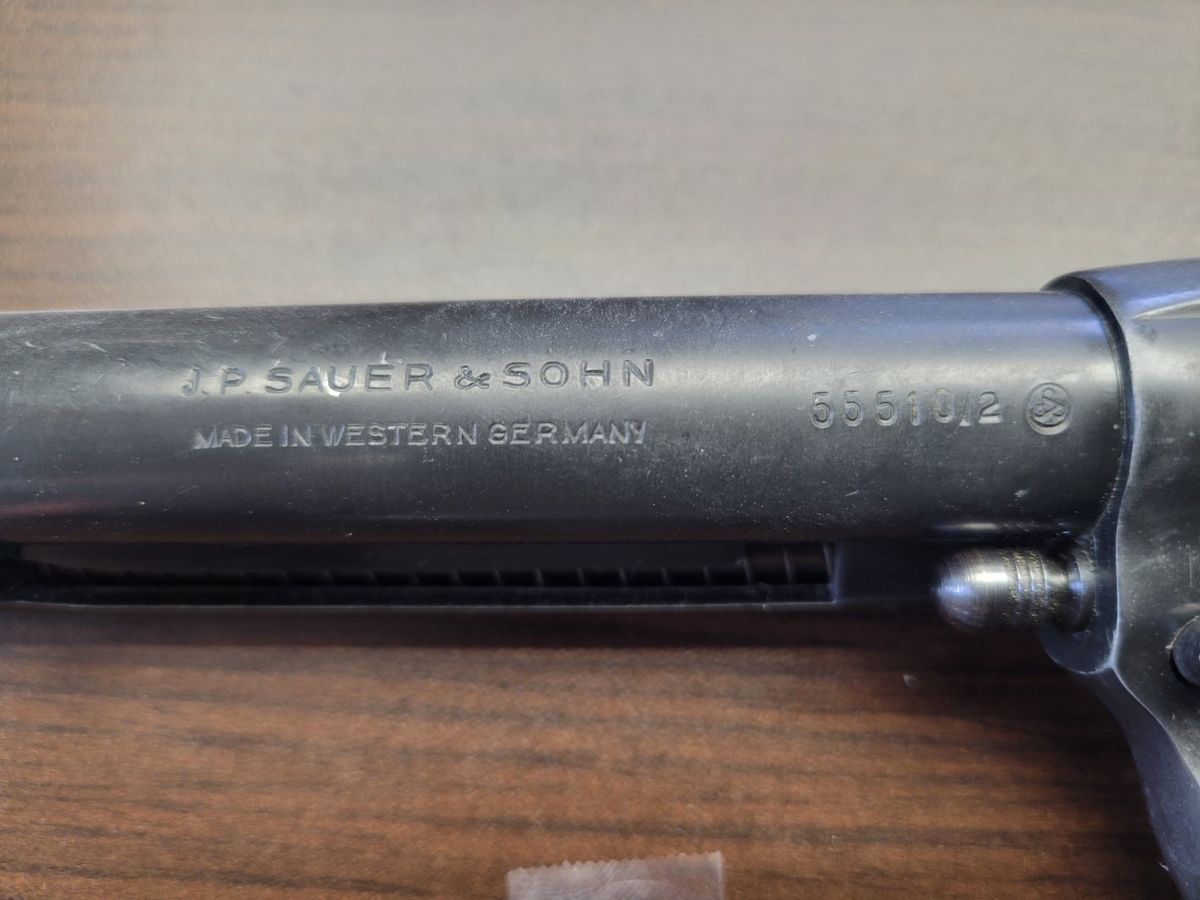 J.P. SAUER & SOHN
MADE IN WESTERN GERMANY
55510/2